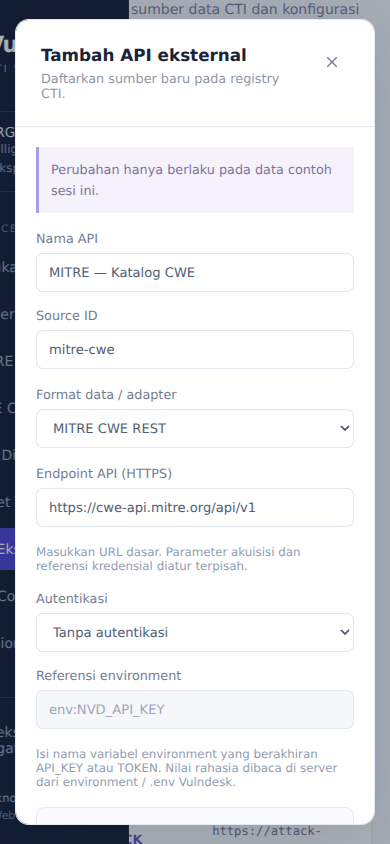 sumber data CTI dan konfigurasi
Tambah API eksternal
Daftarkan sumber baru pada registry
CTI.
Perubahan hanya berlaku pada data contoh
sesi ini.
Nama API
MITRE — Katalog CWE
Source ID
mitre-cwe
Format data / adapter
MITRE CWE REST
Endpoint API (HTTPS)
https://cwe-api.mitre.org/api/v1
Masukkan URL dasar. Parameter akuisisi dan
referensi kredensial diatur terpisah.
Autentikasi
Tanpa autentikasi
Referensi environment
env:NVD_API_KEY
Isi nama variabel environment yang berakhiran
API_KEY atau TOKEN. Nilai rahasia dibaca di server
dari environment / .env Vulndesk.
https://attack-